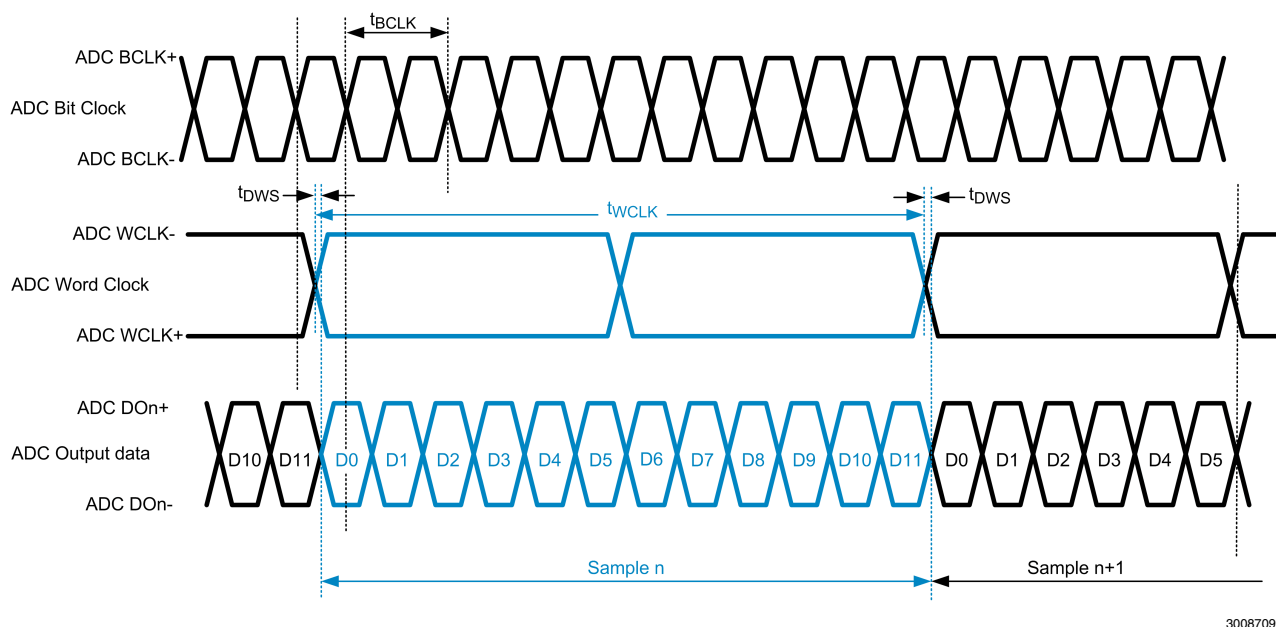 tBCLK
ADC BCLK+
ADC Bit Clock
ADC BCLK-
tDWS
tWCLK
tDWS
ADC WCLK-
ADC Word Clock
ADC WCLK+
ADC DOn+
ADC Output data
D10 D11 D0 D1 D2 D3 D4 D5 D6 D7 D8 D9 D10 D11 D0 D1 D2 D3 D4 D5
ADC DOn-
Sample n
Sample n+1
3008709